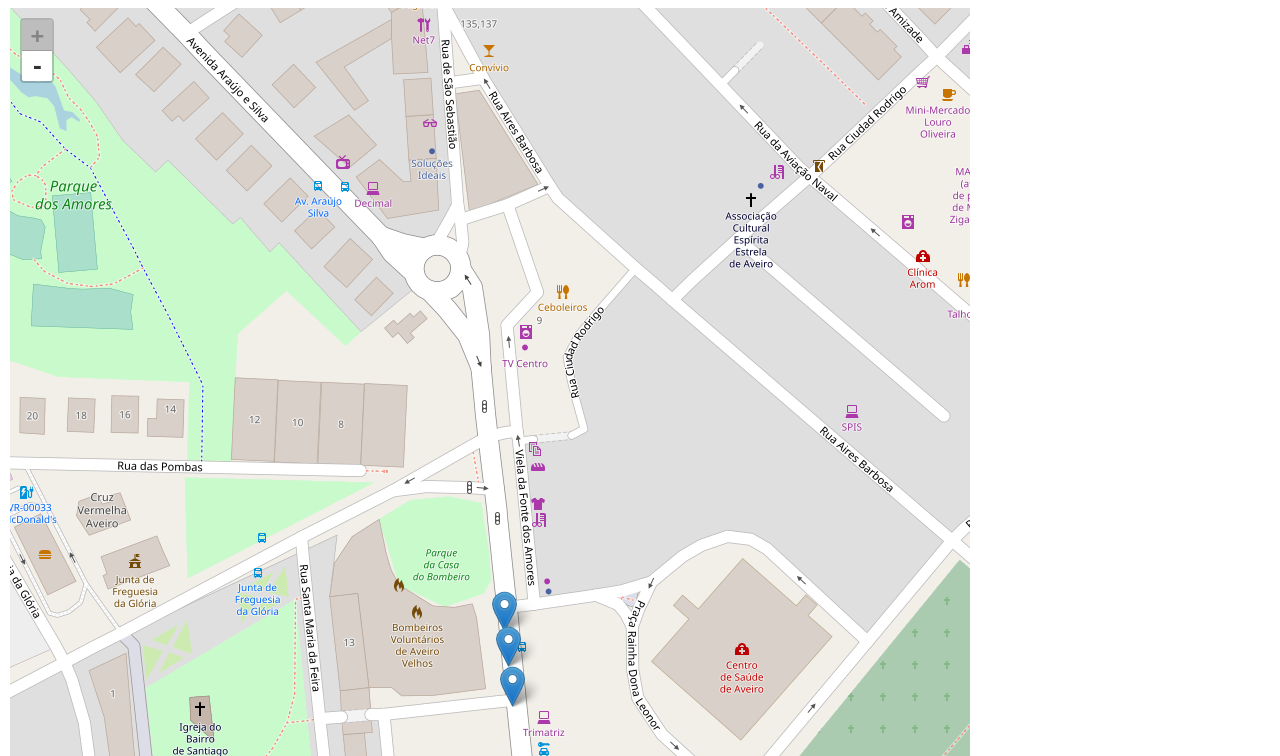 +
-
Net7
135,137
Convívio
Amizade
Avenida Araújo e Silva
Rua de São Sebastião
Rua Aires Barbosa
Soluções
Ideais
Av. Araújo
Silva
Decimal
Rua da Aviação Naval
Rua Ciudad Rodrigo
Mini-Mercado
Louro
Oliveira
Parque
dos Amores
Associação
Cultural
Espírita
Estrela
de Aveiro
Clínica
Arom
Ceboleiros
9
TV Centro
Rua Ciudad Rodrigo
SPIS
Rua Aires Barbosa
20
18
16
14
12
10
8
Rua das Pombas
Cruz
Vermelha
Aveiro
VR-00033
Junta de
Freguesia
da Glória
Junta de
Freguesia
da Glória
da Glória
Rua Santa Maria da Feira
Viela da Fonte dos Amores
Parque
da Casa
do Bombeiro
Bombeiros
Voluntários
de Aveiro
Velhos
13
1
Igreja do
Bairro
de Santiago
Praça Rainha Dona Leonor
Centro
de Saúde
de Aveiro
Trimatriz